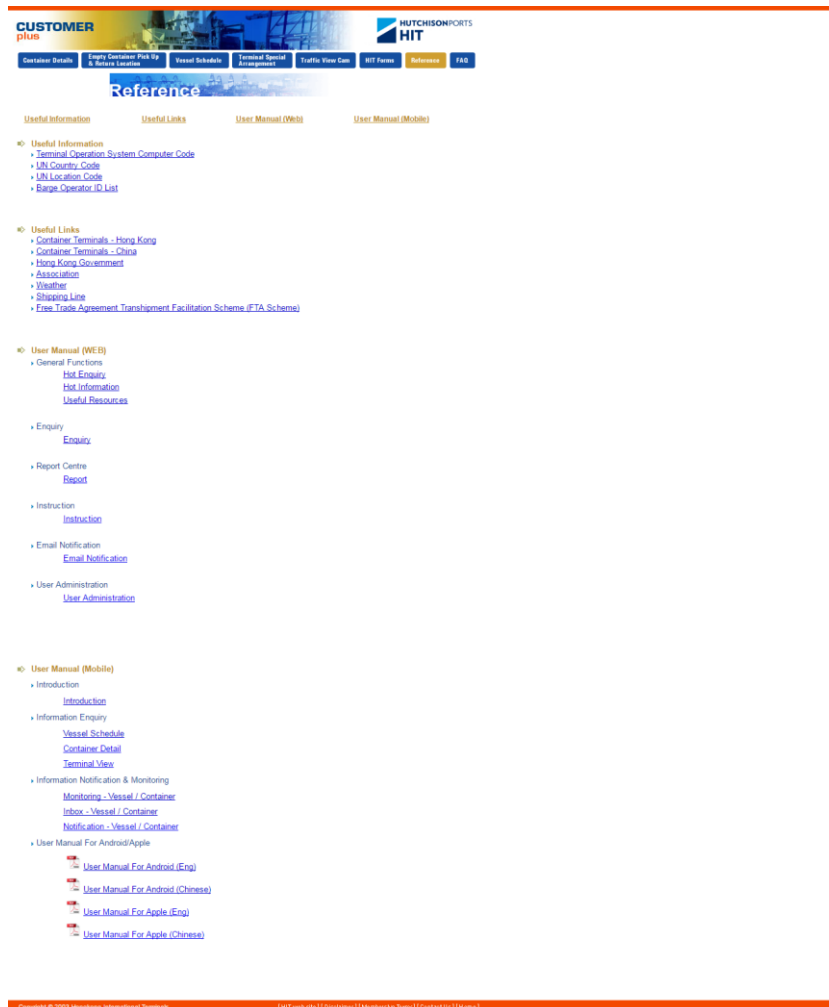 CUSTOMER
plus
HUTCHISONPORTS
HIT
Container Details
Empty Container Pick Up
& Return Location
Vessel Schedule
Terminal Special
Arrangement
Traffic View Cam
HIT Forms
Reference
FAQ
Reference
Useful Information Useful Links User Manual (Web) User Manual (Mobile)
Useful Information
Terminal Operation System Computer Code
UN Country Code
UN Location Code
Barge Operator ID List
Useful Links
Container Terminals - Hong Kong
Container Terminals - China
Hong Kong Government
Association
Weather
Shipping Line
Free Trade Agreement Transhipment Facilitation Scheme (FTA Scheme)
User Manual (WEB)
General Functions
Hot Enquiry
Hot Information
Useful Resources
Enquiry
Enquiry
Report Centre
Report
Instruction
Instruction
Email Notification
Email Notification
User Administration
User Administration
User Manual (Mobile)
Introduction
Introduction
Information Enquiry
Vessel Schedule
Container Detail
Terminal View
Information Notification & Monitoring
Monitoring - Vessel / Container
Inbox - Vessel / Container
Notification - Vessel / Container
User Manual For Android/Apple
User Manual For Android (Eng)
User Manual For Android (Chinese)
User Manual For Apple (Eng)
User Manual For Apple (Chinese)